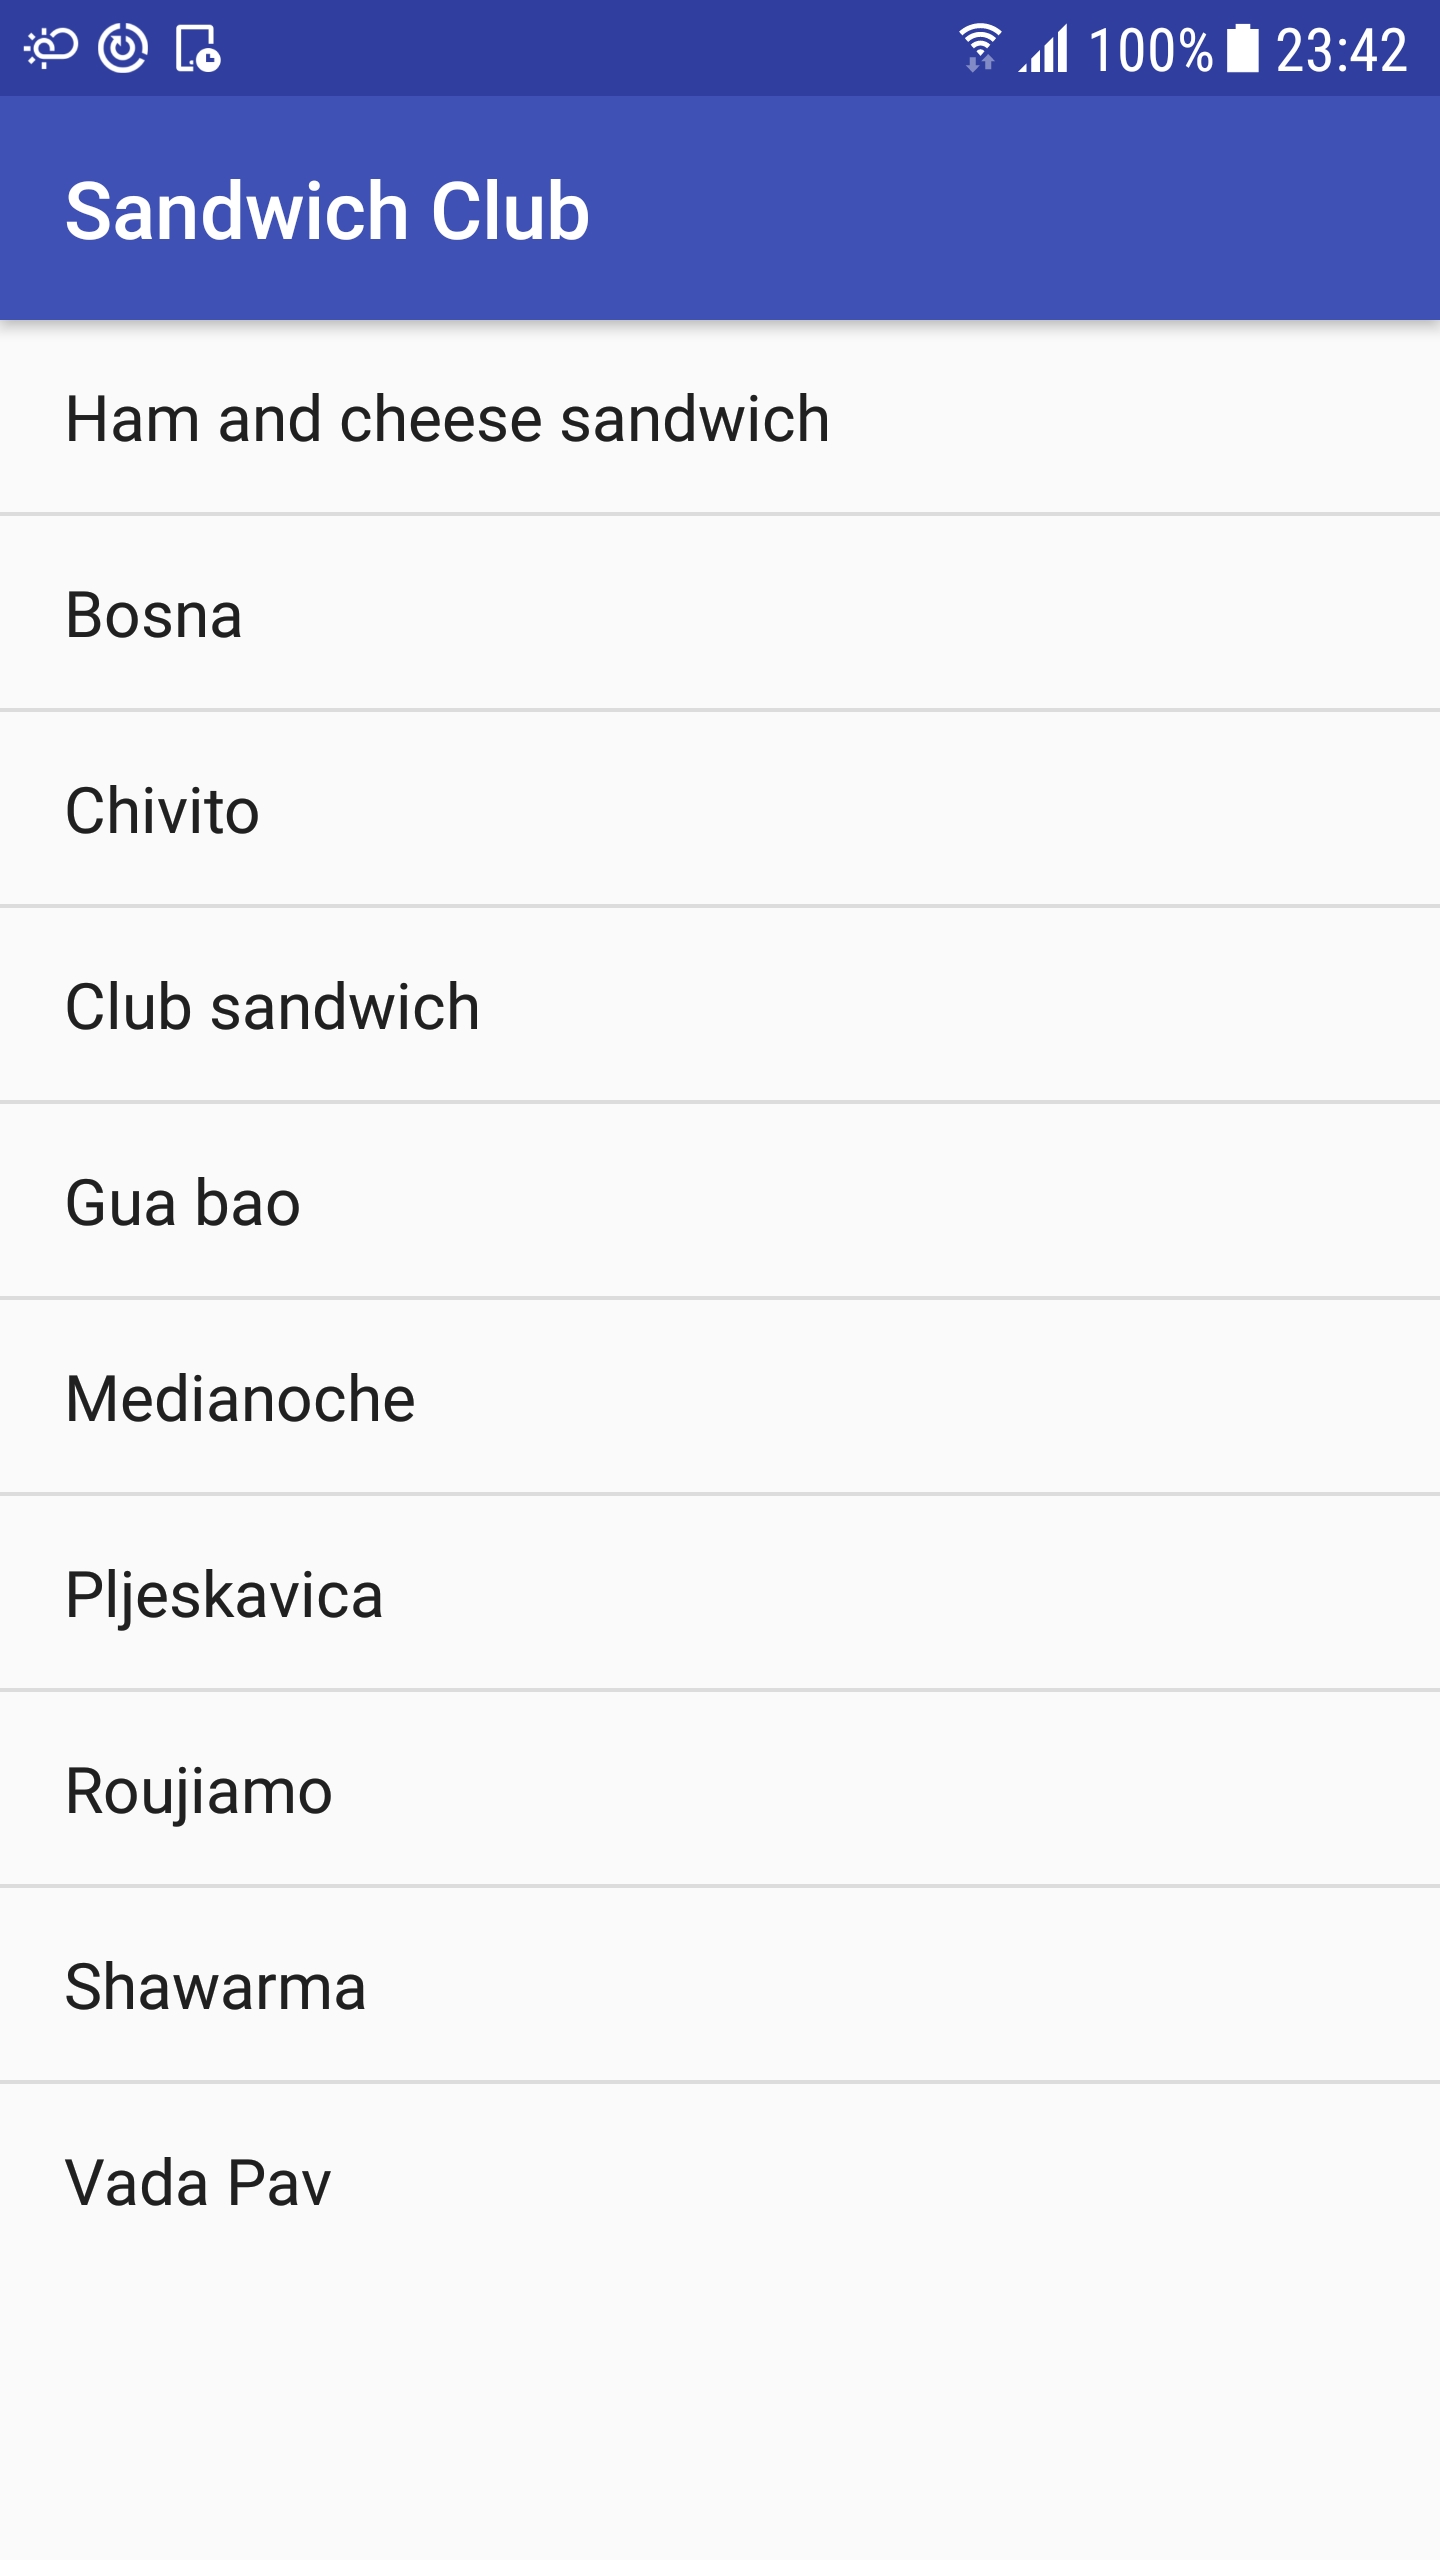 100% 23:42
Sandwich Club
Ham and cheese sandwich
Bosna
Chivito
Club sandwich
Gua bao
Medianoche
Pljeskavica
Roujiamo
Shawarma
Vada Pav